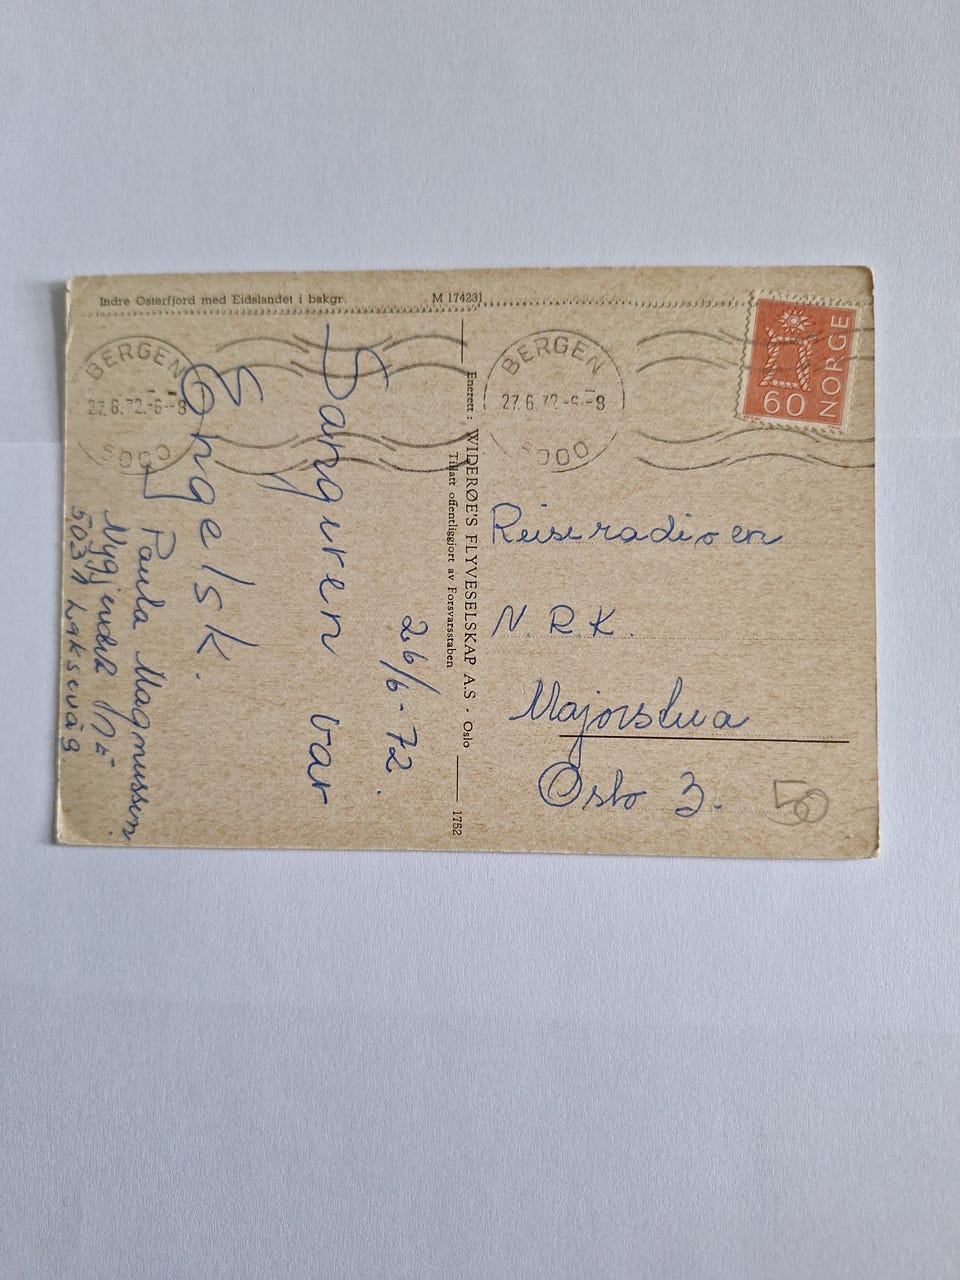 Indre Osterfjord med Eidslandet i bakgr.
M 174231
BERGEN
27.6.72.-6.--8
5000
BERGEN
27.6.72-6.--8
5000
NORGE
60
26/6-72.
Sangeren var
Engelsk.
Paula Magnussen
5037 Laksevåg
Enerett: WIDERØE'S FLYVESELSKAP A.S · Oslo
1752
Tillatt offentliggjort av Forsvarsstaben
Reiseradioen
N.R.K.
Majorstua
Oslo 3.
50